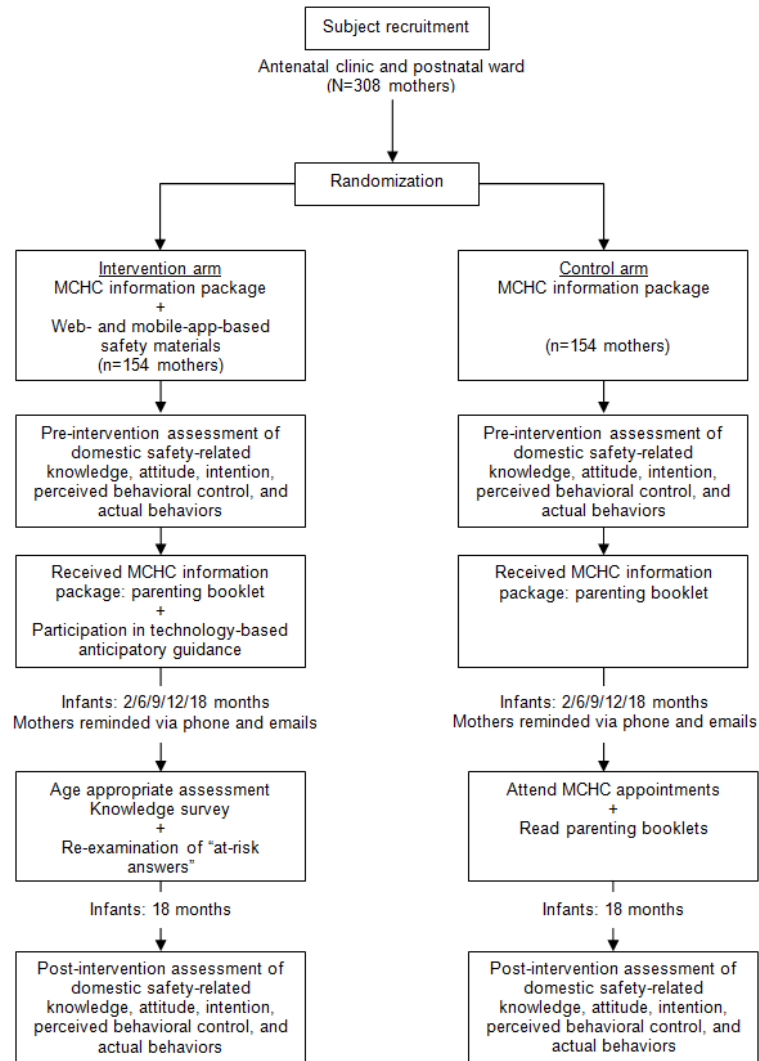 Subject recruitment
Antenatal clinic and postnatal ward
(N=308 mothers)
Randomization
Intervention arm
MCHC information package
+
Web- and mobile-app-based
safety materials
(n=154 mothers)
Control arm
MCHC information package
(n=154 mothers)
Pre-intervention assessment of
domestic safety-related
knowledge, attitude, intention,
perceived behavioral control, and
actual behaviors
Pre-intervention assessment of
domestic safety-related
knowledge, attitude, intention,
perceived behavioral control, and
actual behaviors
Received MCHC information
package: parenting booklet
+
Participation in technology-based
anticipatory guidance
Received MCHC information
package: parenting booklet
Infants: 2/6/9/12/18 months
Mothers reminded via phone and emails
Infants: 2/6/9/12/18 months
Mothers reminded via phone and emails
Age appropriate assessment
Knowledge survey
+
Re-examination of “at-risk
answers”
Attend MCHC appointments
+
Read parenting booklets
Infants: 18 months
Infants: 18 months
Post-intervention assessment of
domestic safety-related
knowledge, attitude, intention,
perceived behavioral control, and
actual behaviors
Post-intervention assessment of
domestic safety-related
knowledge, attitude, intention,
perceived behavioral control, and
actual behaviors